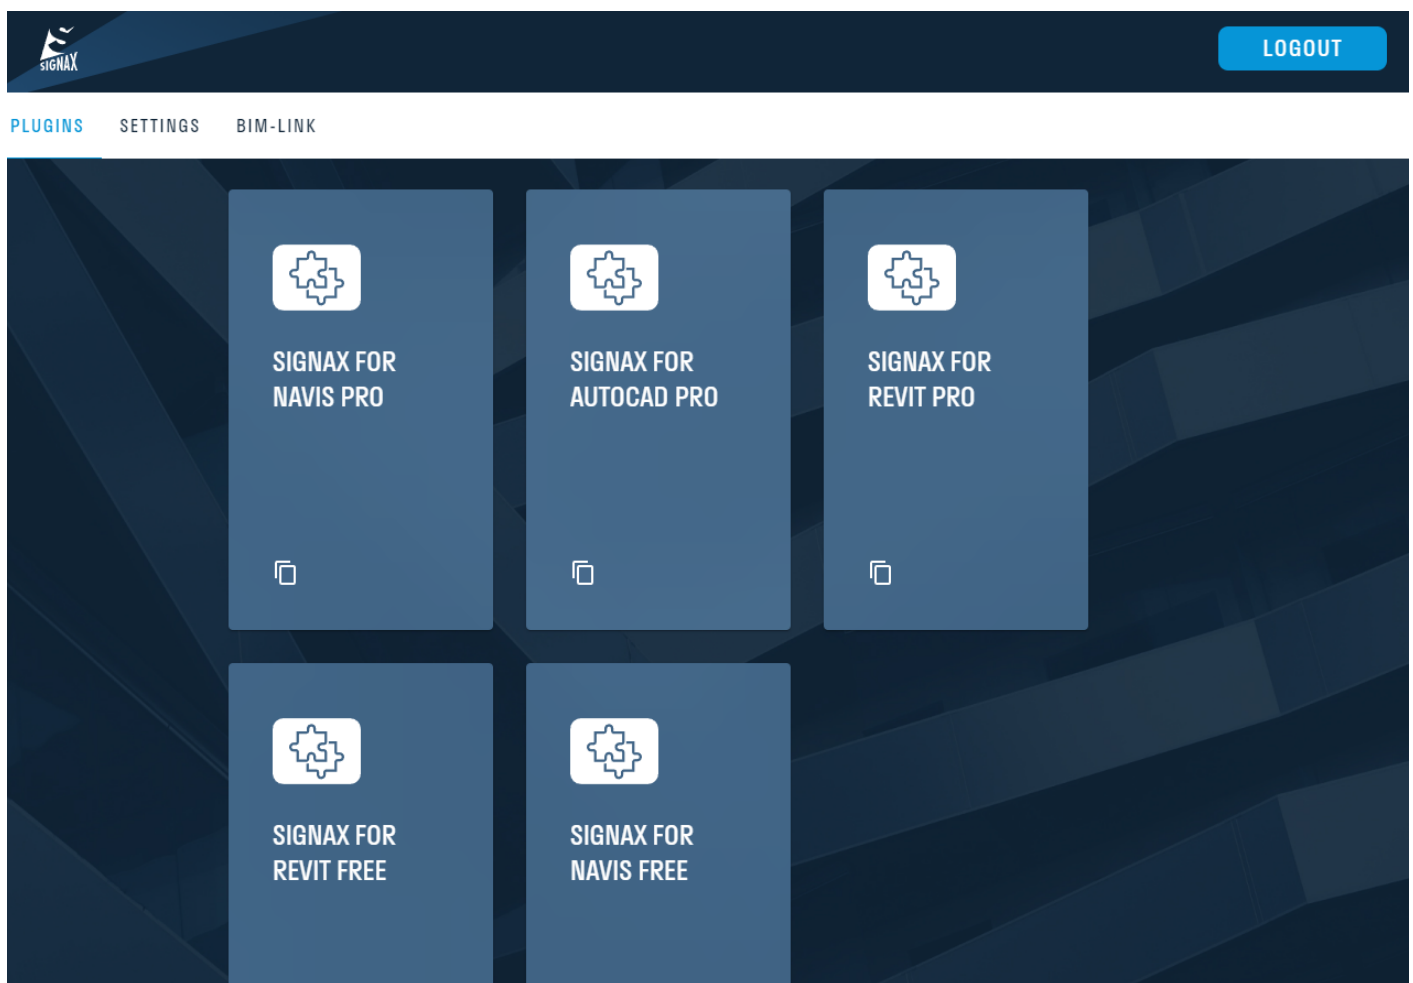 SIGNAX
LOGOUT
PLUGINS SETTINGS BIM-LINK
SIGNAX FOR
NAVIS PRO
SIGNAX FOR
AUTOCAD PRO
SIGNAX FOR
REVIT PRO
SIGNAX FOR
REVIT FREE
SIGNAX FOR
NAVIS FREE